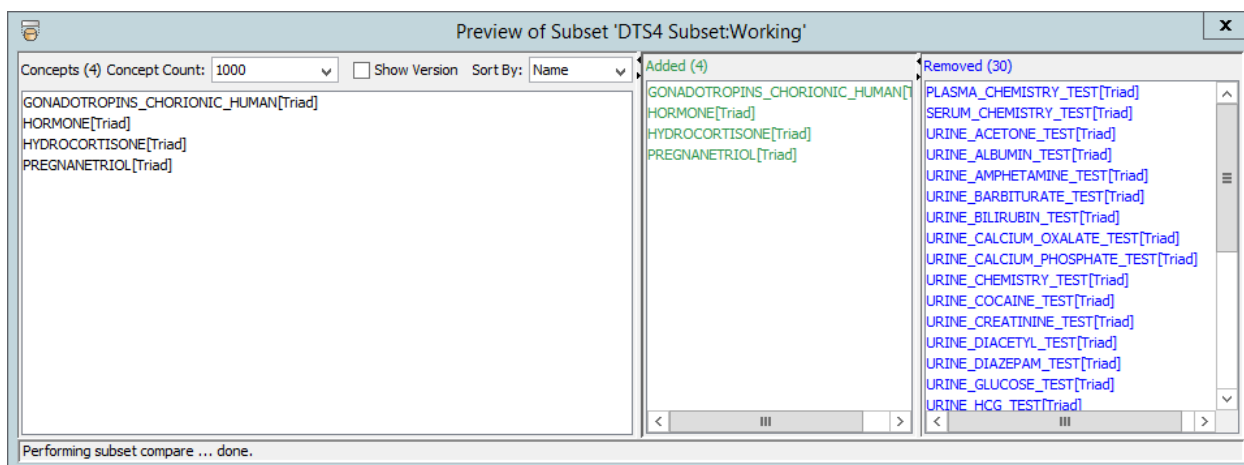 Preview of Subset 'DTS4 Subset:Working'
x
Concepts (4) Concept Count: 1000 Show Version Sort By: Name
GONADOTROPINS_CHORIONIC_HUMAN[Triad]
HORMONE[Triad]
HYDROCORTISONE[Triad]
PREGNANETRIOL[Triad]
Added (4)
GONADOTROPINS_CHORIONIC_HUMAN[T
HORMONE[Triad]
HYDROCORTISONE[Triad]
PREGNANETRIOL[Triad]
Removed (30)
PLASMA_CHEMISTRY_TEST[Triad]
SERUM_CHEMISTRY_TEST[Triad]
URINE_ACETONE_TEST[Triad]
URINE_ALBUMIN_TEST[Triad]
URINE_AMPHETAMINE_TEST[Triad]
URINE_BARBITURATE_TEST[Triad]
URINE_BILIRUBIN_TEST[Triad]
URINE_CALCIUM_OXALATE_TEST[Triad]
URINE_CALCIUM_PHOSPHATE_TEST[Triad]
URINE_CHEMISTRY_TEST[Triad]
URINE_COCAINE_TEST[Triad]
URINE_CREATININE_TEST[Triad]
URINE_DIACETYL_TEST[Triad]
URINE_DIAZEPAM_TEST[Triad]
URINE_GLUCOSE_TEST[Triad]
URINE_HCG_TEST[Triad]
Performing subset compare ... done.